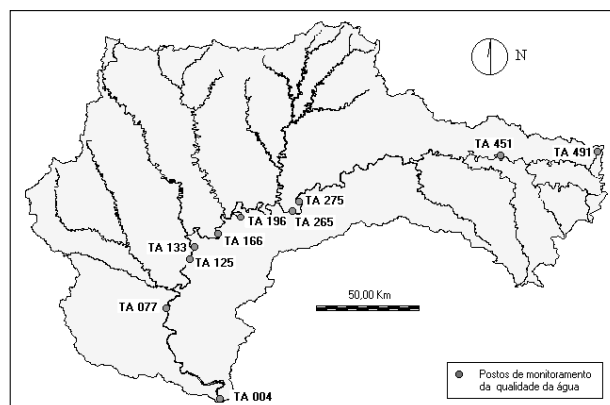 N
TA 451
TA 491
TA 275
TA 196
TA 265
TA 166
TA 133
TA 125
50,00 Km
TA 077
Postos de monitoramento
da qualidade da água
TA 004